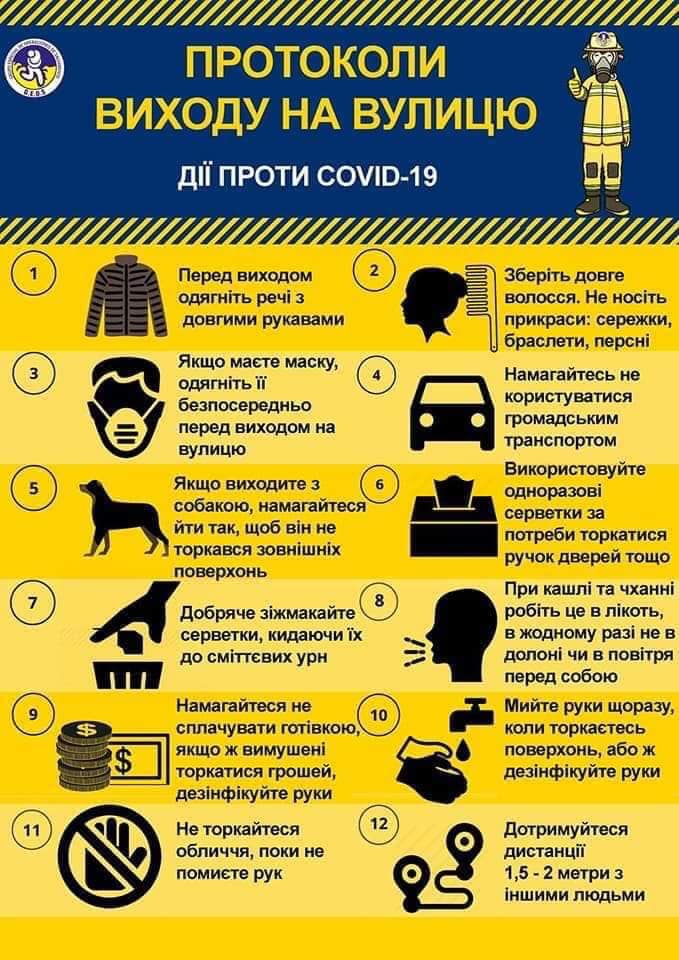 G.E.O.S
ПРОТОКОЛИ
ВИХОДУ НА ВУЛИЦЮ
ДІЇ ПРОТИ COVID-19
1
Перед виходом
одягніть речі з
довгими рукавами
2
Зберіть довге
волосся. Не носіть
прикраси: сережки,
браслети, персні
3
Якщо маєте маску,
одягніть її
безпосередньо
перед виходом на
вулицю
4
Намагайтесь не
користуватися
громадським
транспортом
5
Якщо виходите з
собакою, намагайтеся
йти так, щоб він не
торкався зовнішніх
поверхонь
6
Використовуйте
одноразові
серветки за
потреби торкатися
ручок дверей тощо
7
Добряче зіжмакайте
серветки, кидаючи їх
до сміттєвих урн
8
При кашлі та чханні
робіть це в лікоть,
в жодному разі не в
долоні чи в повітря
перед собою
9
Намагайтеся не
сплачувати готівкою,
якщо ж вимушені
торкатися грошей,
дезінфікуйте руки
$
$
10
Мийте руки щоразу,
коли торкаєтесь
поверхонь, або ж
дезінфікуйте руки
11
Не торкайтеся
обличчя, поки не
помиєте рук
12
Дотримуйтеся
дистанції
1,5 - 2 метри з
іншими людьми